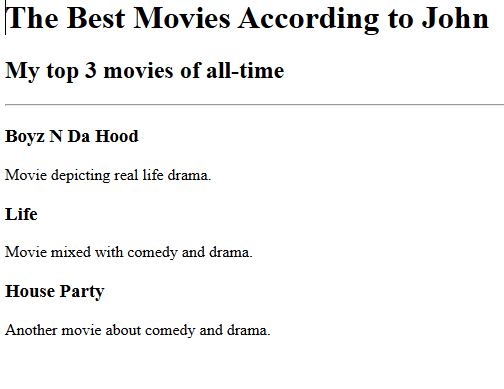 The Best Movies According to John
My top 3 movies of all-time
Boyz N Da Hood
Movie depicting real life drama.
Life
Movie mixed with comedy and drama.
House Party
Another movie about comedy and drama.